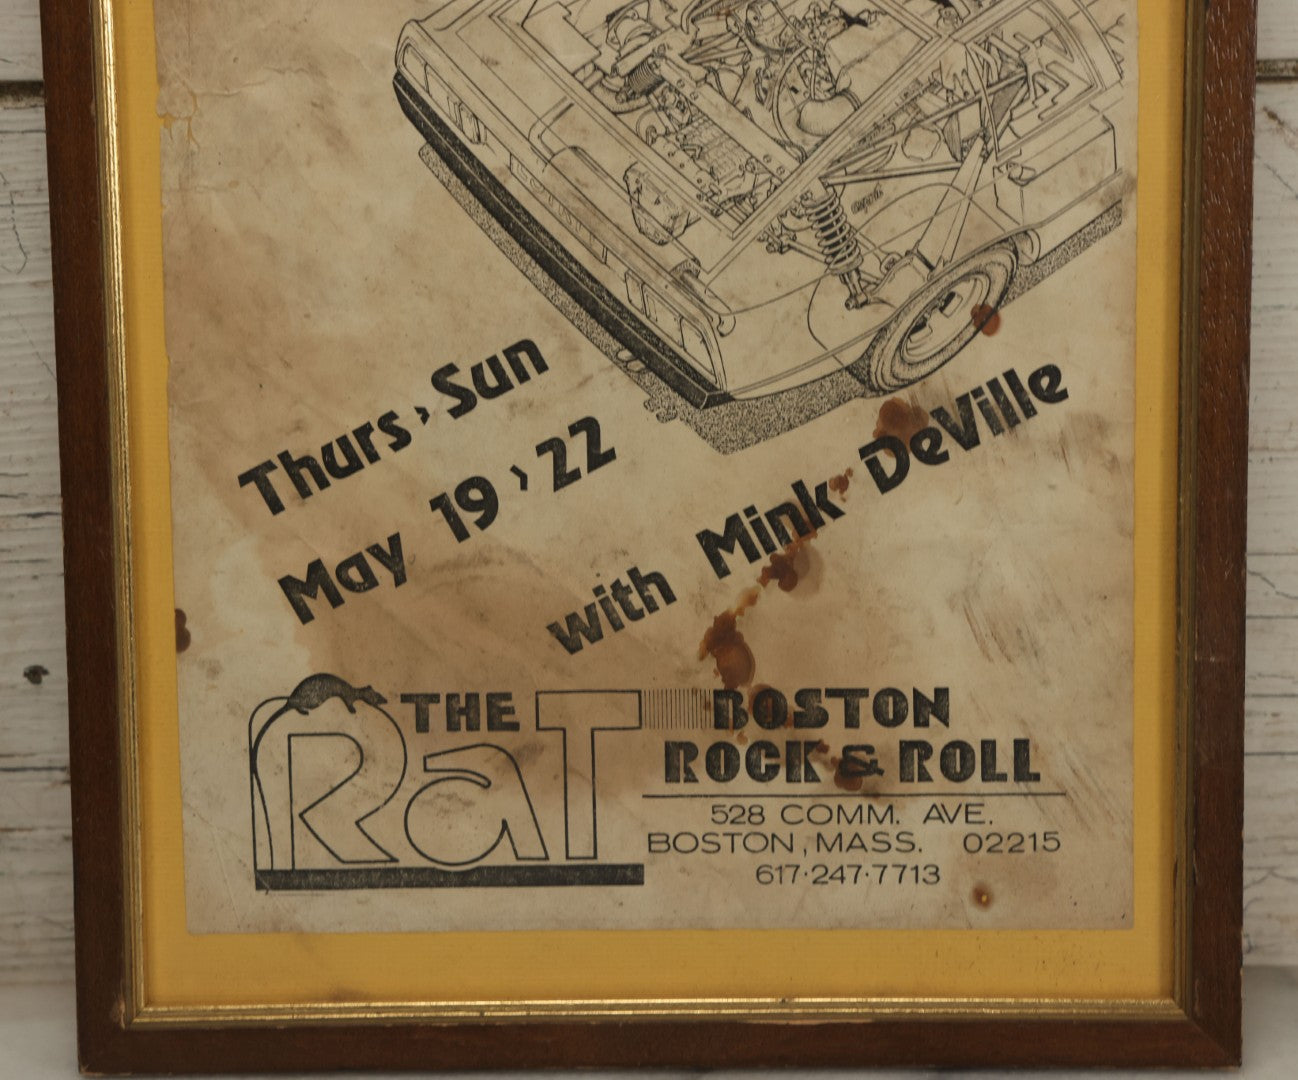 Thurs > Sun
May 19 > 22
with Mink DeVille
THE
RaT
BOSTON
ROCK & ROLL
528 COMM. AVE.
BOSTON, MASS. 02215
617·247·7713